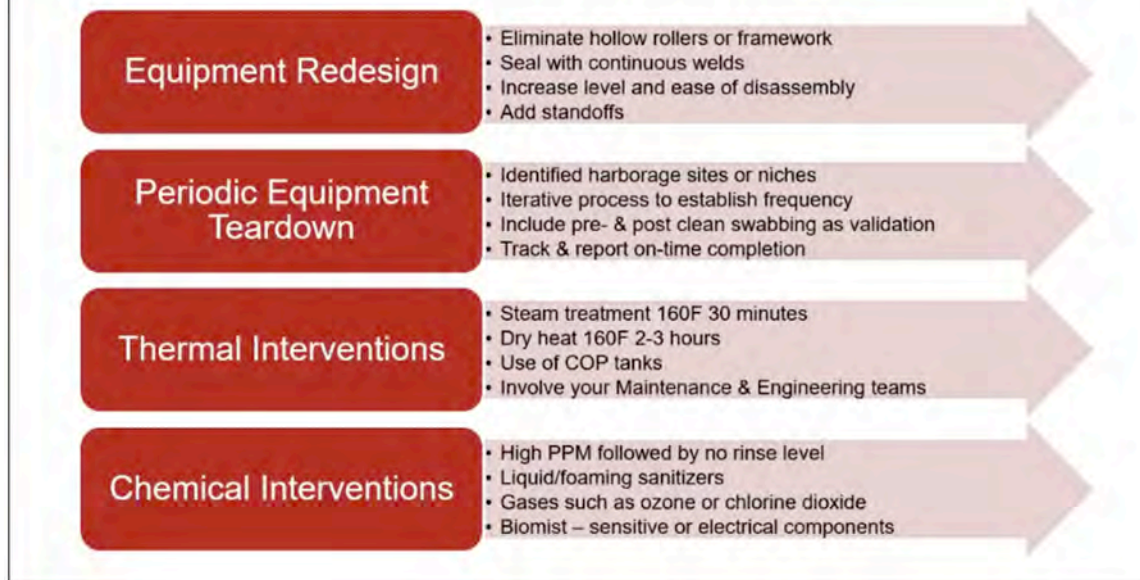 Equipment Redesign
• Eliminate hollow rollers or framework
• Seal with continuous welds
• Increase level and ease of disassembly
• Add standoffs
Periodic Equipment
Teardown
• Identified harborage sites or niches
• Iterative process to establish frequency
• Include pre- & post clean swabbing as validation
• Track & report on-time completion
Thermal Interventions
• Steam treatment 160F 30 minutes
• Dry heat 160F 2-3 hours
• Use of COP tanks
• Involve your Maintenance & Engineering teams
Chemical Interventions
• High PPM followed by no rinse level
• Liquid/foaming sanitizers
• Gases such as ozone or chlorine dioxide
• Biomist – sensitive or electrical components